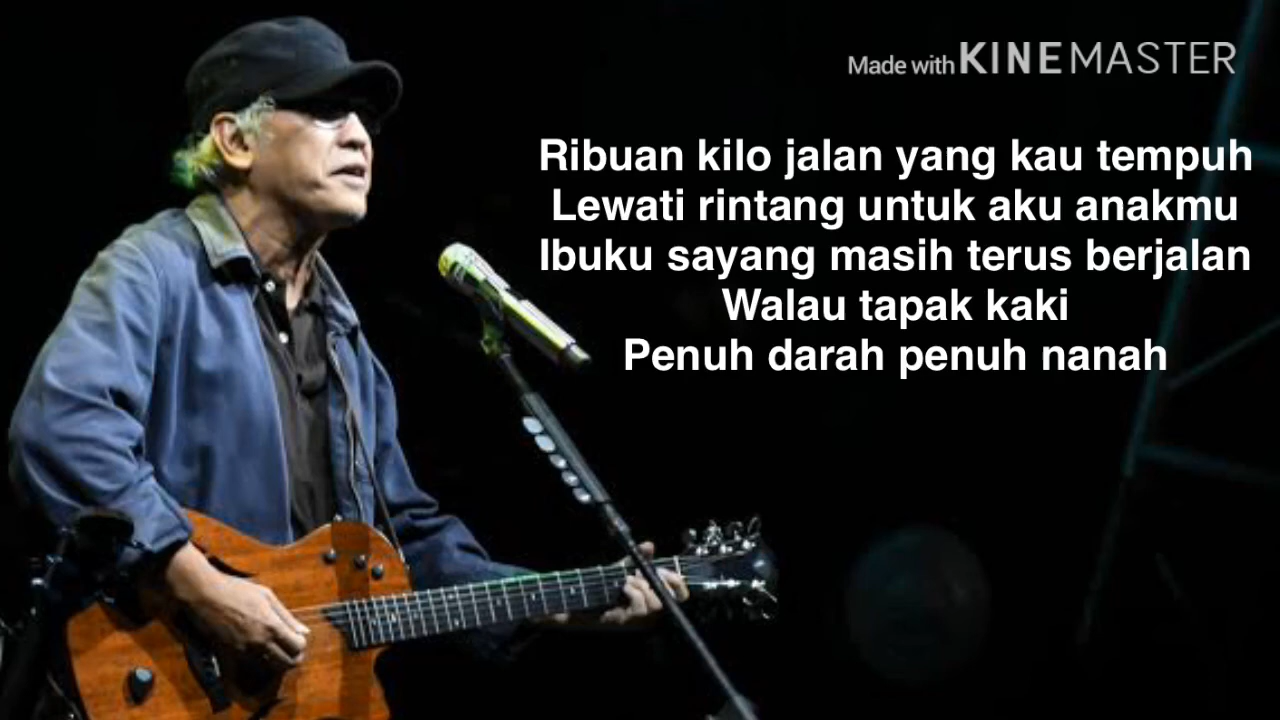 Made with KINEMASTER
Ribuan kilo jalan yang kau tempuh
Lewati rintang untuk aku anakmu
Ibuku sayang masih terus berjalan
Walau tapak kaki
Penuh darah penuh nanah